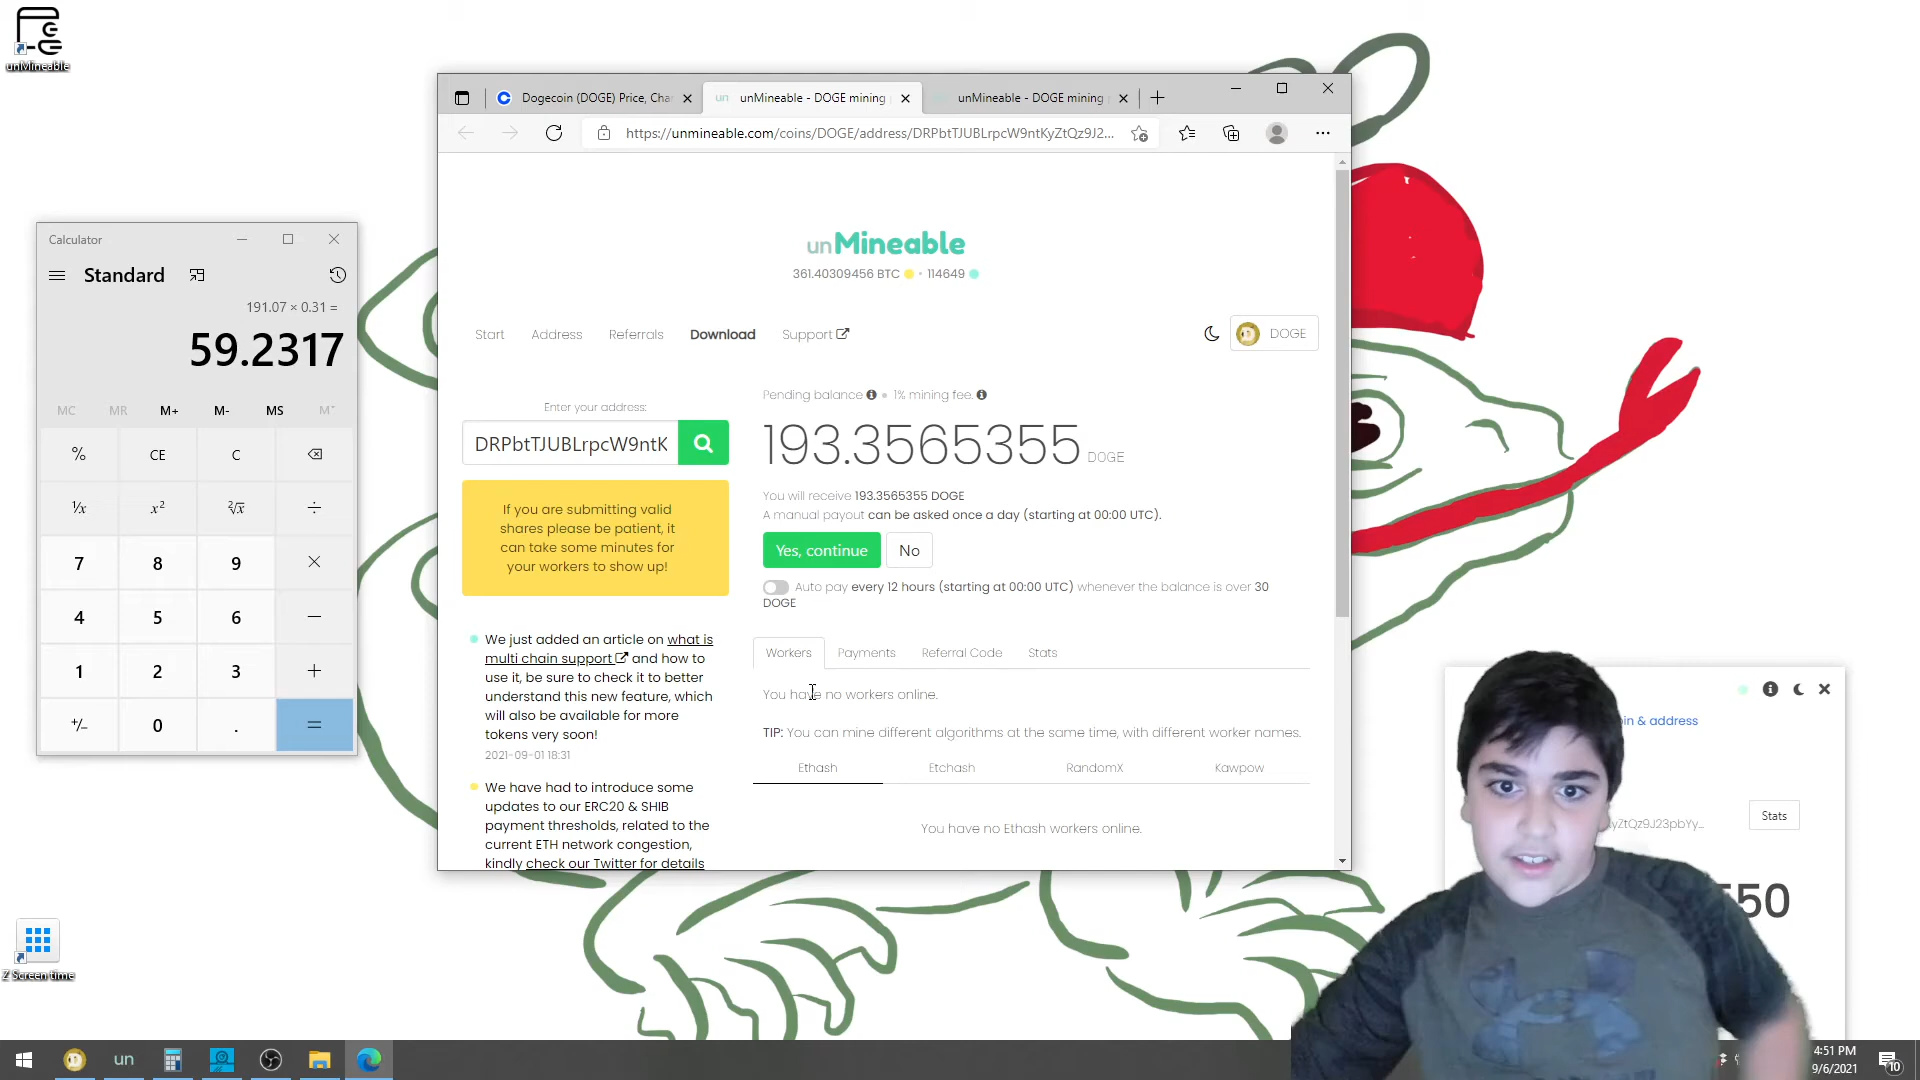 unMineable
Z Screen time
Calculator
Standard
191.07 × 0.31 =
59.2317
MC MR M+ M- MS M˅
% CE C
¹/x x² ²√x ÷
7 8 9 ×
4 5 6 −
1 2 3 +
+/− 0 . =
Dogecoin (DOGE) Price, Cha
unMineable - DOGE mining
unMineable - DOGE mining
https://unmineable.com/coins/DOGE/address/DRPbtTJUBLrpcW9ntKyZtQz9J2...
unMineable
361.40309456 BTC • 114649
Start Address Referrals Download Support
DOGE
Enter your address:
DRPbtTJUBLrpcW9ntK
If you are submitting valid
shares please be patient, it
can take some minutes for
your workers to show up!
We just added an article on what is
multi chain support and how to
use it, be sure to check it to better
understand this new feature, which
will also be available for more
tokens very soon!
2021-09-01 18:31
We have had to introduce some
updates to our ERC20 & SHIB
payment thresholds, related to the
current ETH network congestion,
kindly check our Twitter for details
Pending balance • 1% mining fee.
193.3565355 DOGE
You will receive 193.3565355 DOGE
A manual payout can be asked once a day (starting at 00:00 UTC).
Yes, continue No
Auto pay every 12 hours (starting at 00:00 UTC) whenever the balance is over 30
DOGE
Workers Payments Referral Code Stats
You have no workers online.
TIP: You can mine different algorithms at the same time, with different worker names.
Ethash Etchash RandomX Kawpow
You have no Ethash workers online.
in & address
yZtQz9J23pbYy...
Stats
550
un
4:51 PM
9/6/2021
10